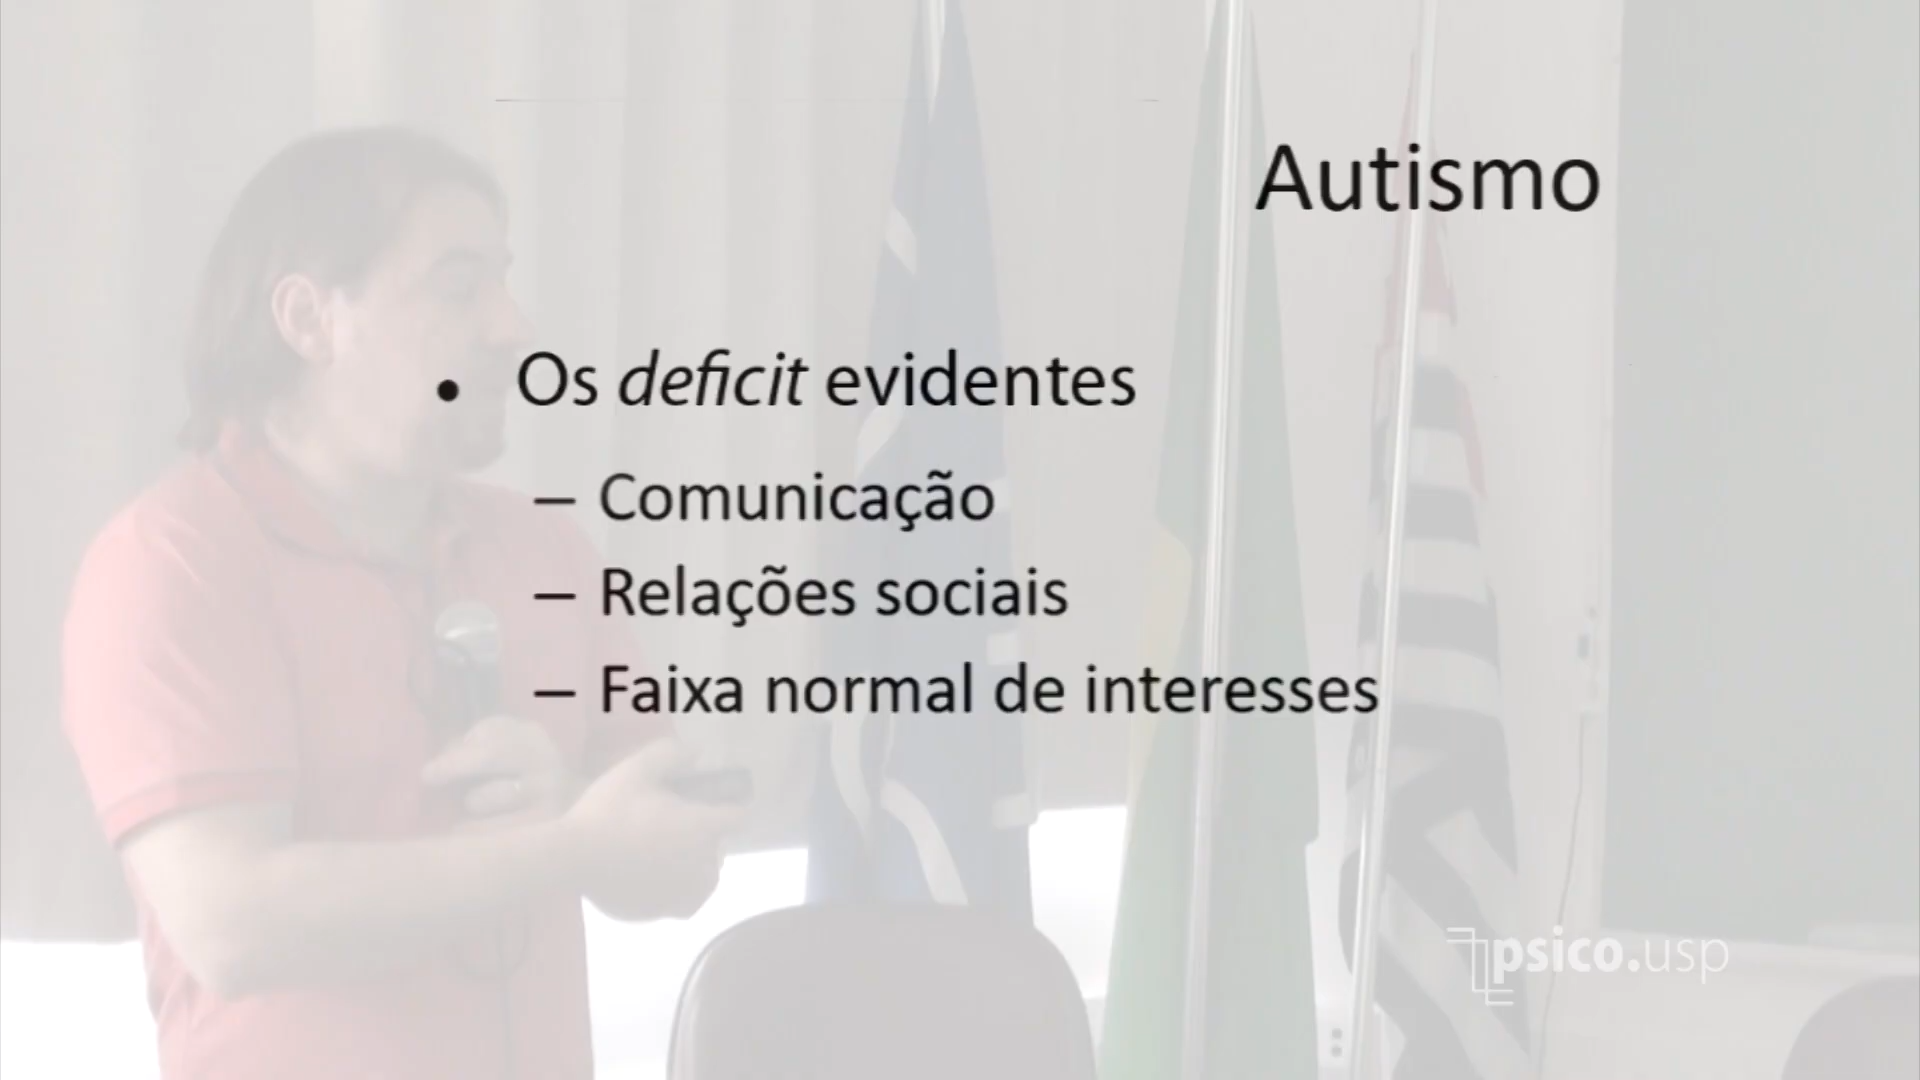 Autismo
• Os deficit evidentes
– Comunicação
– Relações sociais
– Faixa normal de interesses
psico.usp